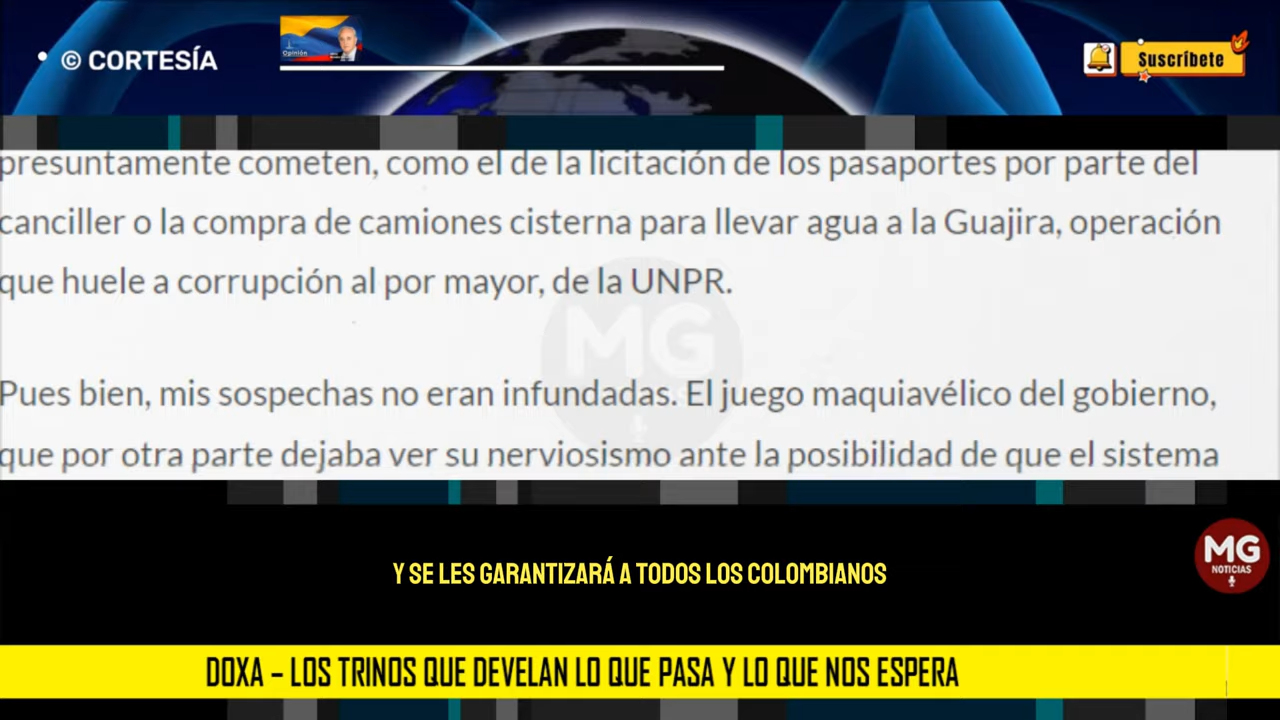 © CORTESÍA
Opinión
Suscríbete
presuntamente cometen, como el de la licitación de los pasaportes por parte del
canciller o la compra de camiones cisterna para llevar agua a la Guajira, operación
que huele a corrupción al por mayor, de la UNPR.
MG
Pues bien, mis sospechas no eran infundadas. El juego maquiavélico del gobierno,
que por otra parte dejaba ver su nerviosismo ante la posibilidad de que el sistema
Y SE LES GARANTIZARÁ A TODOS LOS COLOMBIANOS
MG
NOTICIAS
DOXA – LOS TRINOS QUE DEVELAN LO QUE PASA Y LO QUE NOS ESPERA